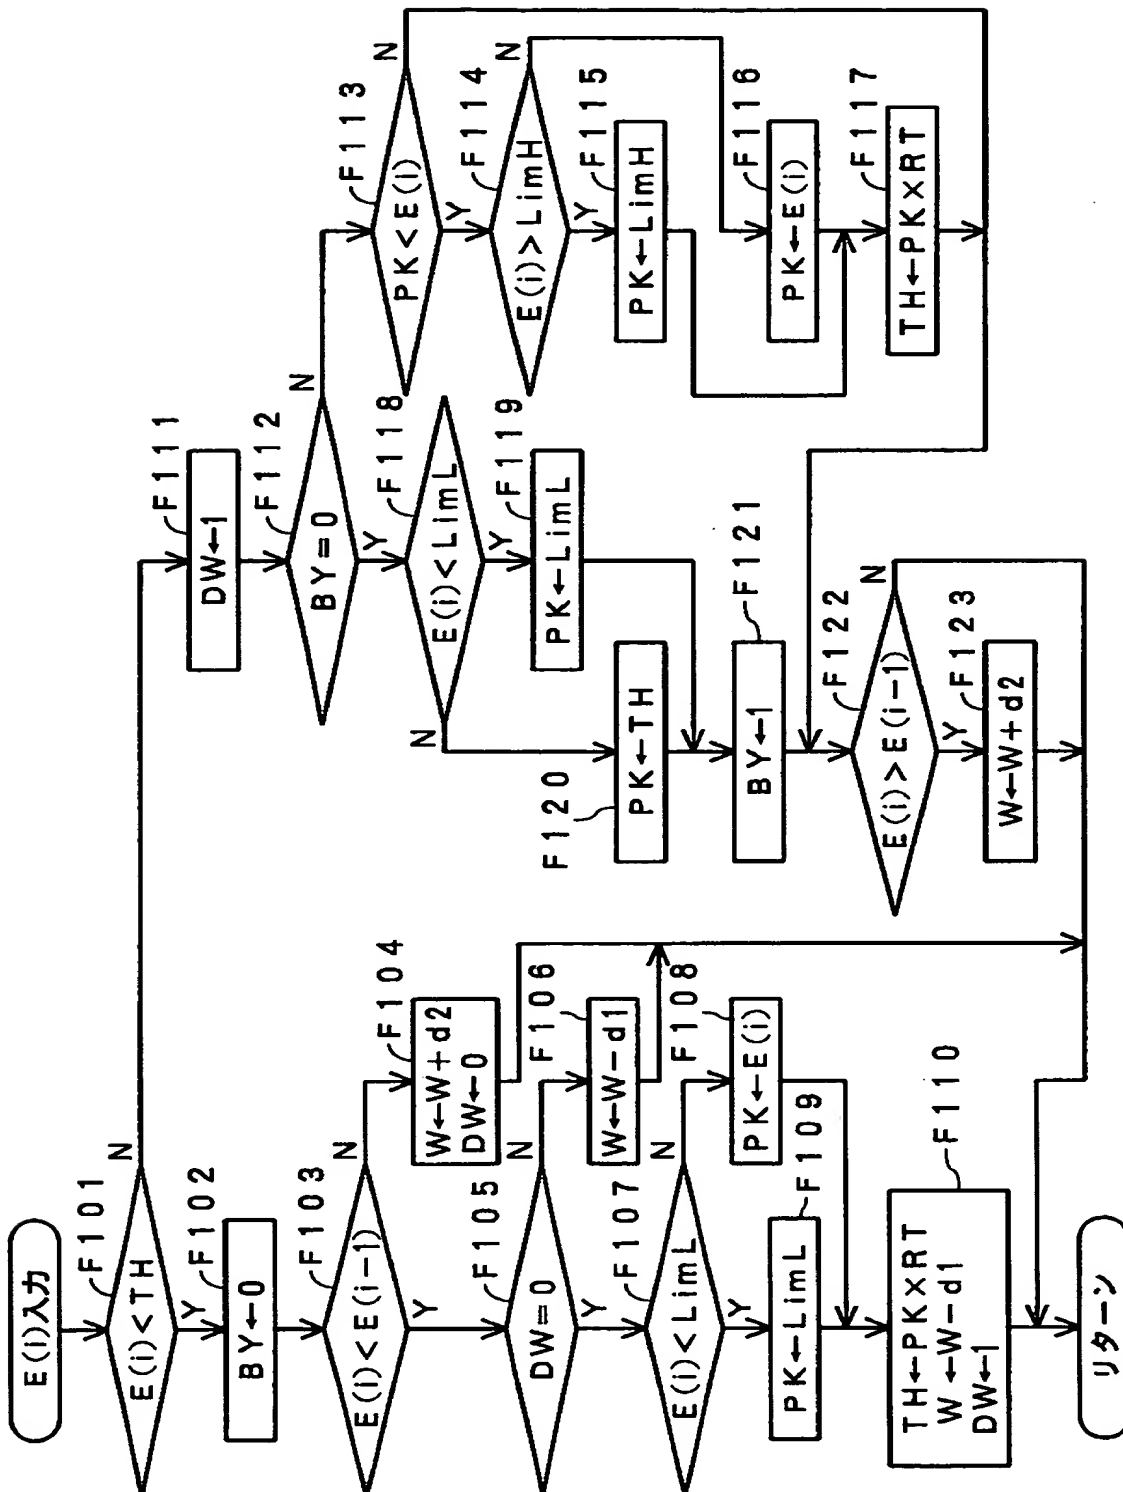 E(i)入力
F101
E(i)<TH
N
Y
F102
BY←0
F103
E(i)<E(i-1)
N
Y
F104
W←W+d2
DW←0
F105
DW=0
N
Y
F106
W←W-d1
F107
E(i)<LimL
N
Y
F108
PK←E(i)
F109
PK←LimL
F110
TH←PK×RT
W←W-d1
DW←1
リターン
F111
DW←1
F112
BY=0
N
Y
F113
PK<E(i)
N
Y
F114
E(i)>LimH
N
Y
F115
PK←LimH
F116
PK←E(i)
F117
TH←PK×RT
F118
E(i)<LimL
N
Y
F119
PK←LimL
F120
PK←TH
F121
BY←1
F122
E(i)>E(i-1)
N
Y
F123
W←W+d2